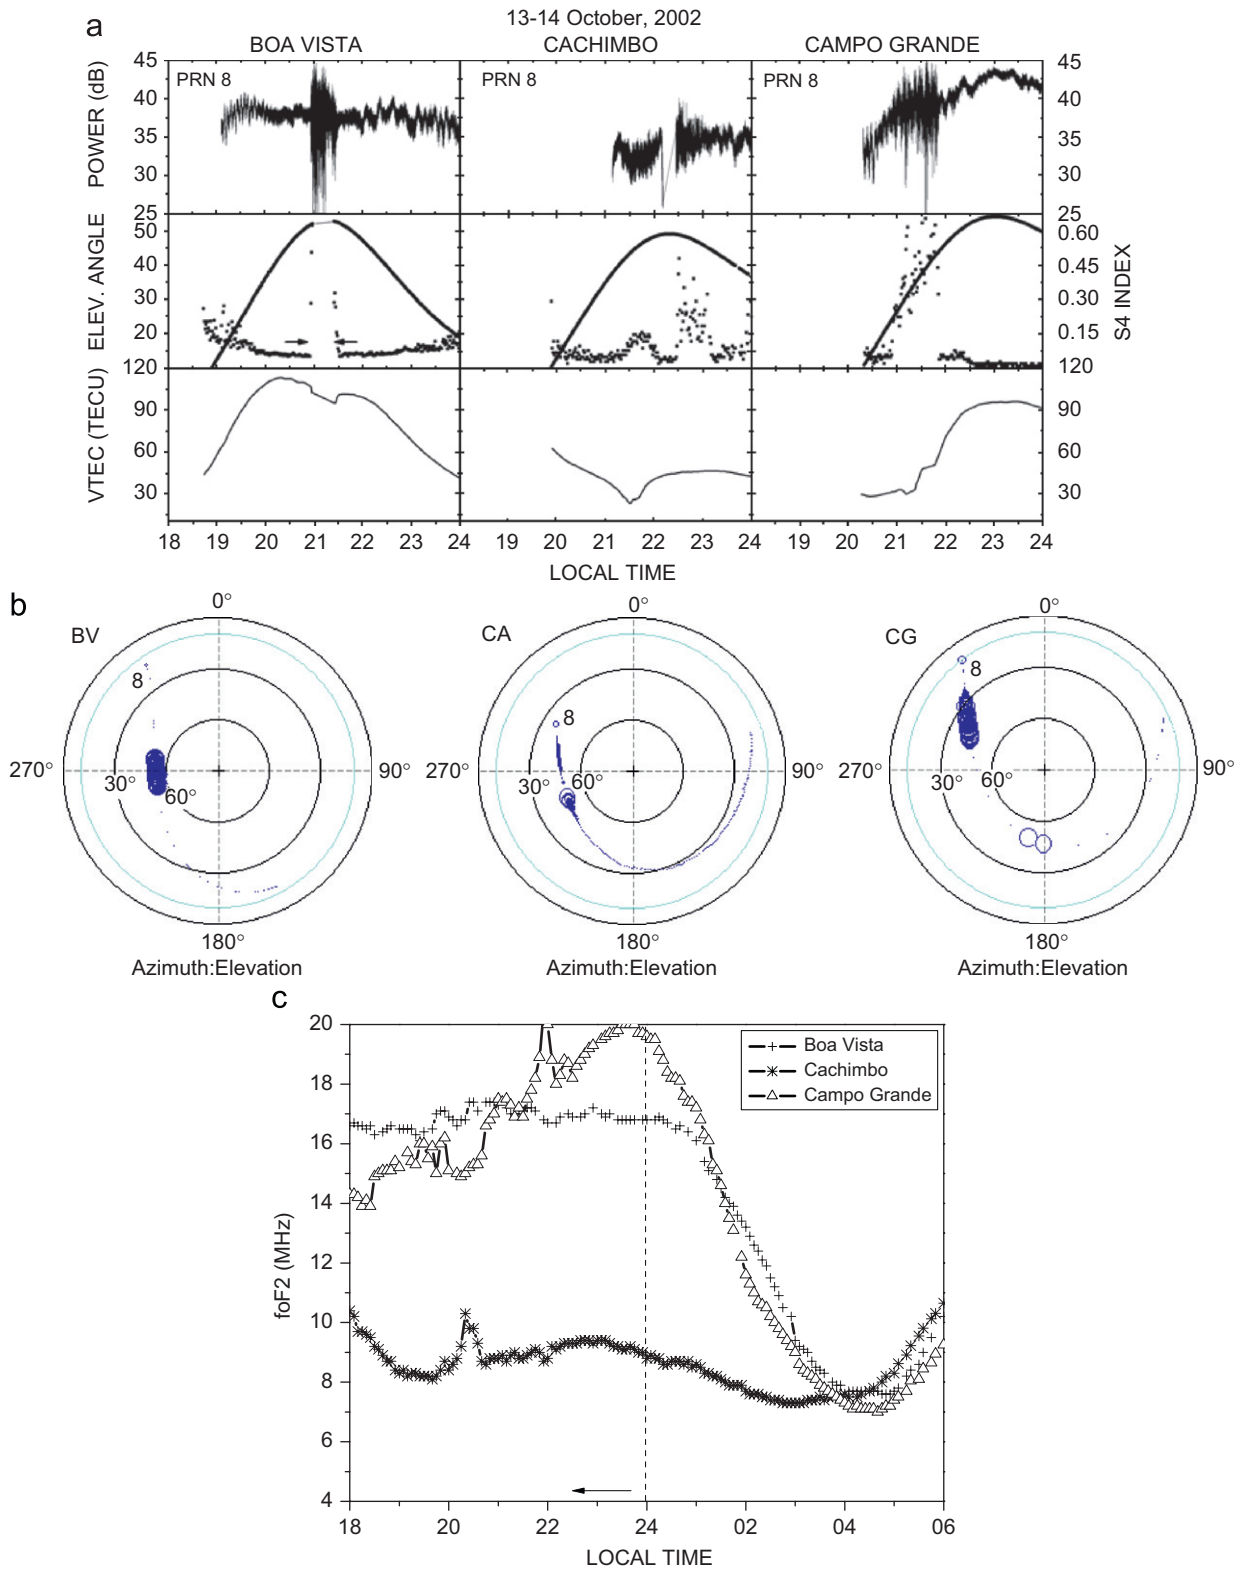 a
13-14 October, 2002
BOA VISTA CACHIMBO CAMPO GRANDE
POWER (dB)
45
40
35
30
25
PRN 8
PRN 8
PRN 8
45
40
35
30
25
ELEV. ANGLE
50
40
30
20
120
0.60
0.45
0.30
0.15
120
S4 INDEX
VTEC (TECU)
90
60
30
90
60
30
18 19 20 21 22 23 24 19 20 21 22 23 24 19 20 21 22 23 24
LOCAL TIME
b
BV
0°
8
270°
30°
60°
90°
180°
Azimuth:Elevation
CA
0°
8
270°
30°
60°
90°
180°
Azimuth:Elevation
CG
0°
8
270°
30°
60°
90°
180°
Azimuth:Elevation
c
foF2 (MHz)
20
18
16
14
12
10
8
6
4
Boa Vista
Cachimbo
Campo Grande
18 20 22 24 02 04 06
LOCAL TIME